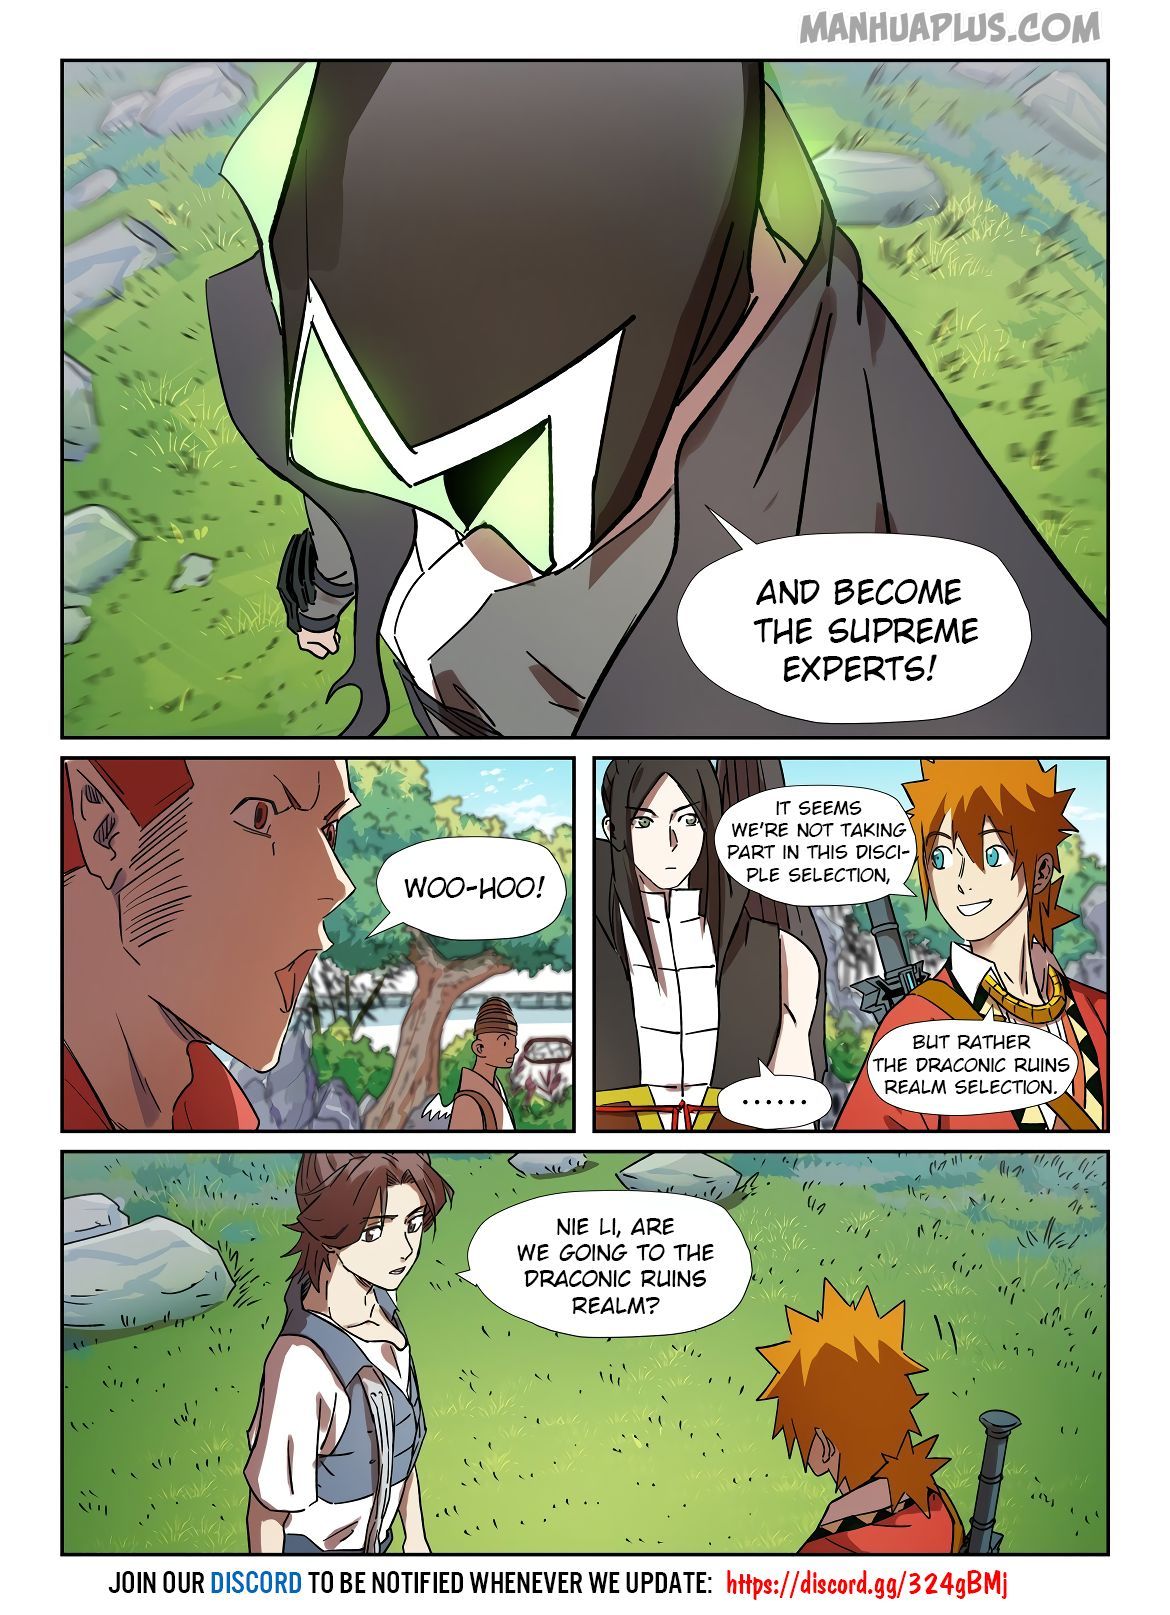 MANHUAPLUS.COM
AND BECOME
THE SUPREME
EXPERTS!
WOO-HOO!
IT SEEMS
WE'RE NOT TAKING
PART IN THIS DISCI-
PLE SELECTION,
......
BUT RATHER
THE DRACONIC RUINS
REALM SELECTION.
NIE LI, ARE
WE GOING TO THE
DRACONIC RUINS
REALM?
JOIN OUR DISCORD TO BE NOTIFIED WHENEVER WE UPDATE: https://discord.gg/324gBMj